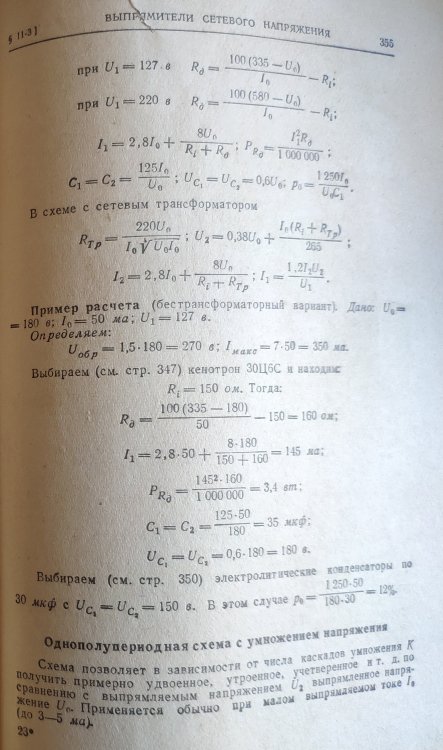 § 11-3]
ВЫПРЯМИТЕЛИ СЕТЕВОГО НАПРЯЖЕНИЯ
355
при U₁ = 127 в R_д = 100 (335 — U₀) / I₀ — R_i;
при U₁ = 220 в R_д = 100 (580 — U₀) / I₀ — R_i;
I₁ = 2,8I₀ + 8U₀ / (R_i + R_д); P_Rд = I₁²R_д / 1 000 000;
C₁ = C₂ = 125I₀ / U₀; U_C₁ = U_C₂ = 0,6U₀; p₀ = 1 250I₀ / U₀C₁.
В схеме с сетевым трансформатором
R_Тр = 220U₀ / (I₀ √U₀I₀); U₂ = 0,38U₀ + I₀(R_i + R_Тр) / 265;
I₂ = 2,8I₀ + 8U₀ / (R_i + R_Тр); I₁ = 1,2I₂U₂ / U₁.
Пример расчета (бестрансформаторный вариант). Дано: U₀ =
= 180 в; I₀ = 50 ма; U₁ = 127 в.
Определяем:
U_обр = 1,5·180 = 270 в; I_макс = 7·50 = 350 ма.
Выбираем (см. стр. 347) кенотрон 30Ц6С и находим:
R_i = 150 ом. Тогда:
R_д = 100 (335 — 180) / 50 — 150 = 160 ом;
I₁ = 2,8·50 + 8·180 / (150 + 160) = 145 ма;
P_Rд = 145²·160 / 1 000 000 = 3,4 вт;
C₁ = C₂ = 125·50 / 180 = 35 мкф;
U_C₁ = U_C₂ = 0,6·180 = 180 в.
Выбираем (см. стр. 350) электролитические конденсаторы по
30 мкф с U_C₁ = U_C₂ = 150 в. В этом случае p₀ = 1 250·50 / 180·30 = 12%.
Однополупериодная схема с умножением напряжения
Схема позволяет в зависимости от числа каскадов умножения K
получить примерно удвоенное, утроенное, учетверенное и т. д. по
сравнению с выпрямляемым напряжением U₂ выпрямленное напря-
жение U₀. Применяется обычно при малом выпрямляемом токе I₀
(до 3—5 ма).
23*